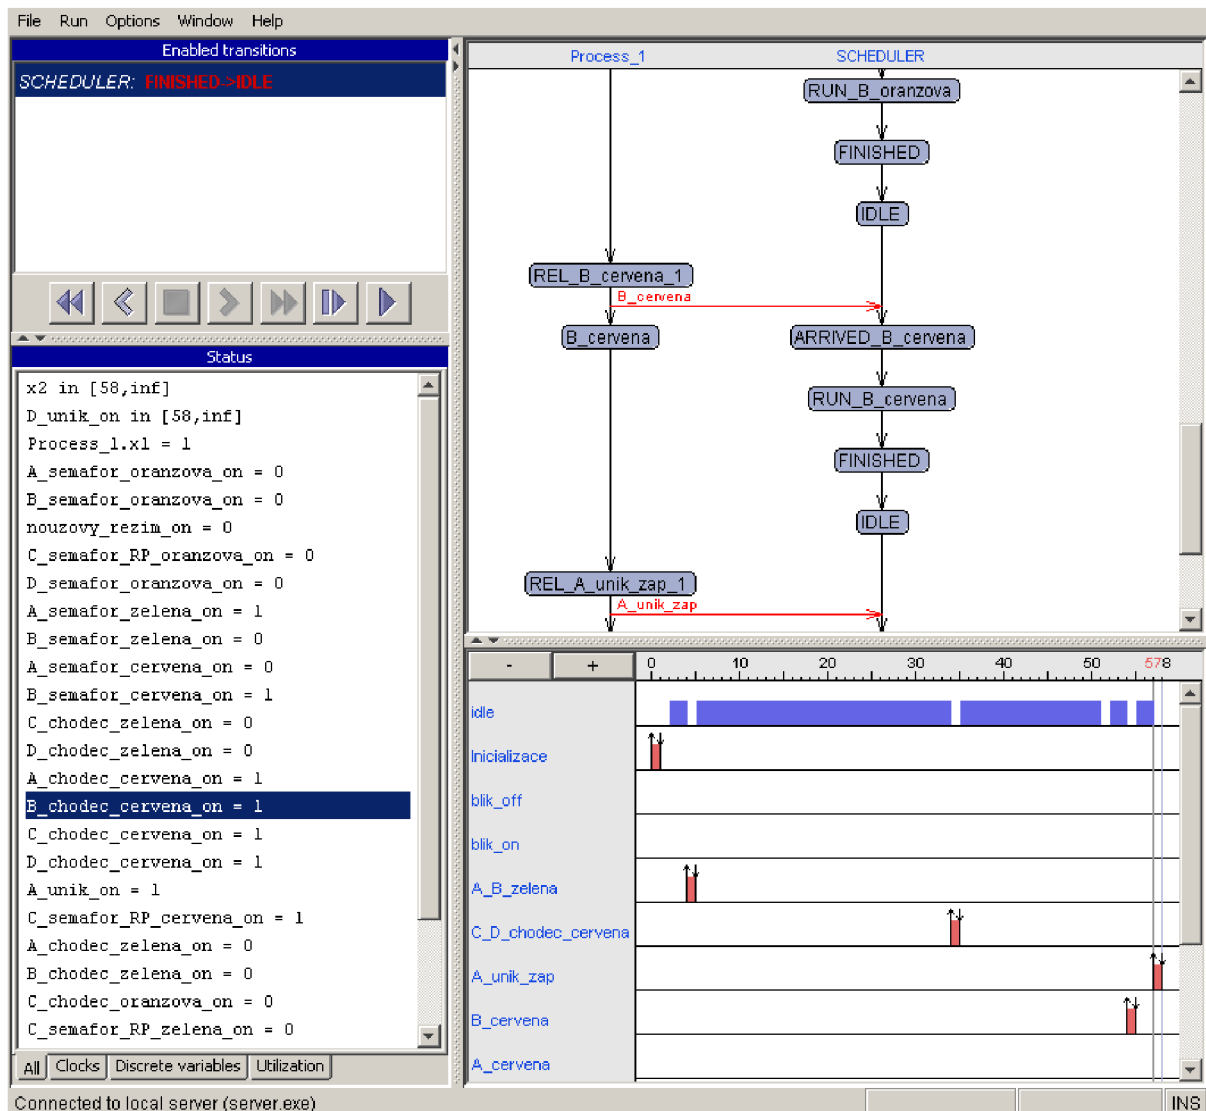 File Run Options Window Help
Enabled transitions
SCHEDULER: FINISHED->IDLE
Status
x2 in [58,inf]
D_unik_on in [58,inf]
Process_1.x1 = 1
A_semafor_oranzova_on = 0
B_semafor_oranzova_on = 0
nouzovy_rezim_on = 0
C_semafor_RP_oranzova_on = 0
D_semafor_oranzova_on = 0
A_semafor_zelena_on = 1
B_semafor_zelena_on = 0
A_semafor_cervena_on = 0
B_semafor_cervena_on = 1
C_chodec_zelena_on = 0
D_chodec_zelena_on = 0
A_chodec_cervena_on = 1
B_chodec_cervena_on = 1
C_chodec_cervena_on = 1
D_chodec_cervena_on = 1
A_unik_on = 1
C_semafor_RP_cervena_on = 1
A_chodec_zelena_on = 0
B_chodec_zelena_on = 0
C_chodec_oranzova_on = 0
C_semafor_RP_zelena_on = 0
All Clocks Discrete variables Utilization
Process_1 SCHEDULER
RUN_B_oranzova
FINISHED
IDLE
REL_B_cervena_1
B_cervena
B_cervena ARRIVED_B_cervena
RUN_B_cervena
FINISHED
IDLE
REL_A_unik_zap_1
A_unik_zap
- + 0 10 20 30 40 50 578
idle
Inicializace
blik_off
blik_on
A_B_zelena
C_D_chodec_cervena
A_unik_zap
B_cervena
A_cervena
Connected to local server (server.exe) INS